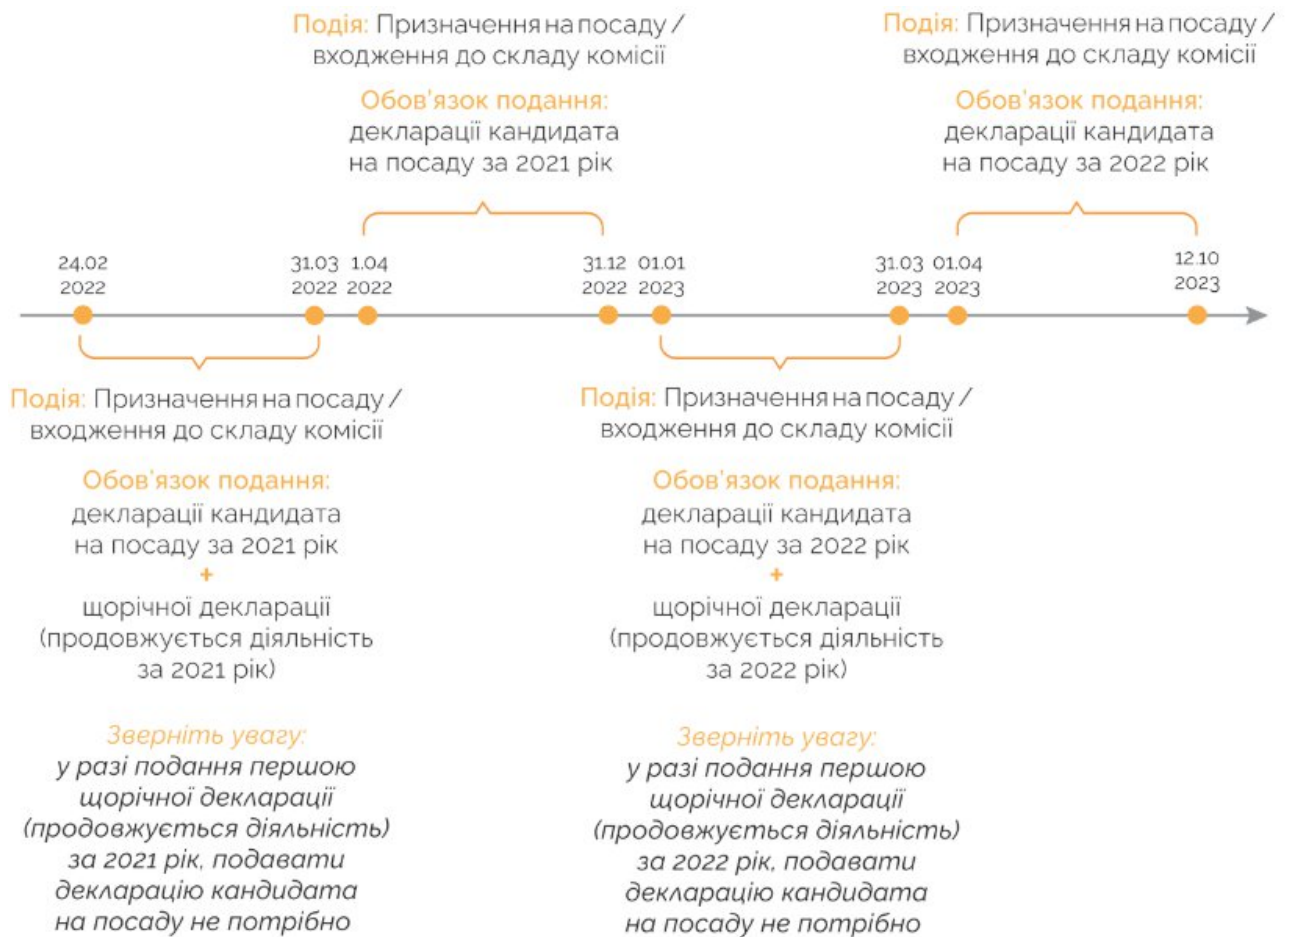 Подія: Призначення на посаду /
входження до складу комісії
Обов'язок подання:
декларації кандидата
на посаду за 2021 рік
Подія: Призначення на посаду /
входження до складу комісії
Обов'язок подання:
декларації кандидата
на посаду за 2022 рік
24.02
2022
31.03
2022
1.04
2022
31.12
2022
01.01
2023
31.03
2023
01.04
2023
12.10
2023
Подія: Призначення на посаду /
входження до складу комісії
Обов'язок подання:
декларації кандидата
на посаду за 2021 рік
+
щорічної декларації
(продовжується діяльність
за 2021 рік)
Зверніть увагу:
у разі подання першою
щорічної декларації
(продовжується діяльність)
за 2021 рік, подавати
декларацію кандидата
на посаду не потрібно
Подія: Призначення на посаду /
входження до складу комісії
Обов'язок подання:
декларації кандидата
на посаду за 2022 рік
+
щорічної декларації
(продовжується діяльність
за 2022 рік)
Зверніть увагу:
у разі подання першою
щорічної декларації
(продовжується діяльність)
за 2022 рік, подавати
декларацію кандидата
на посаду не потрібно